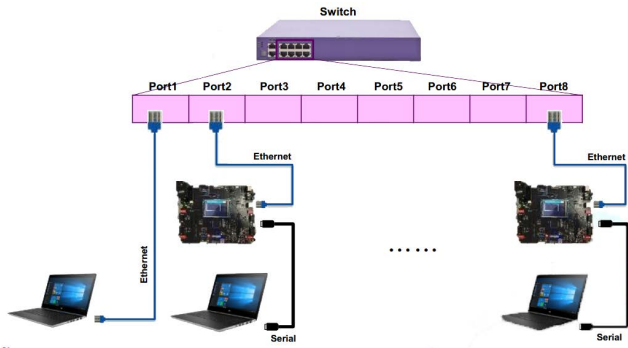 Switch
Port1 Port2 Port3 Port4 Port5 Port6 Port7 Port8
Ethernet Ethernet
Ethernet
Serial Serial